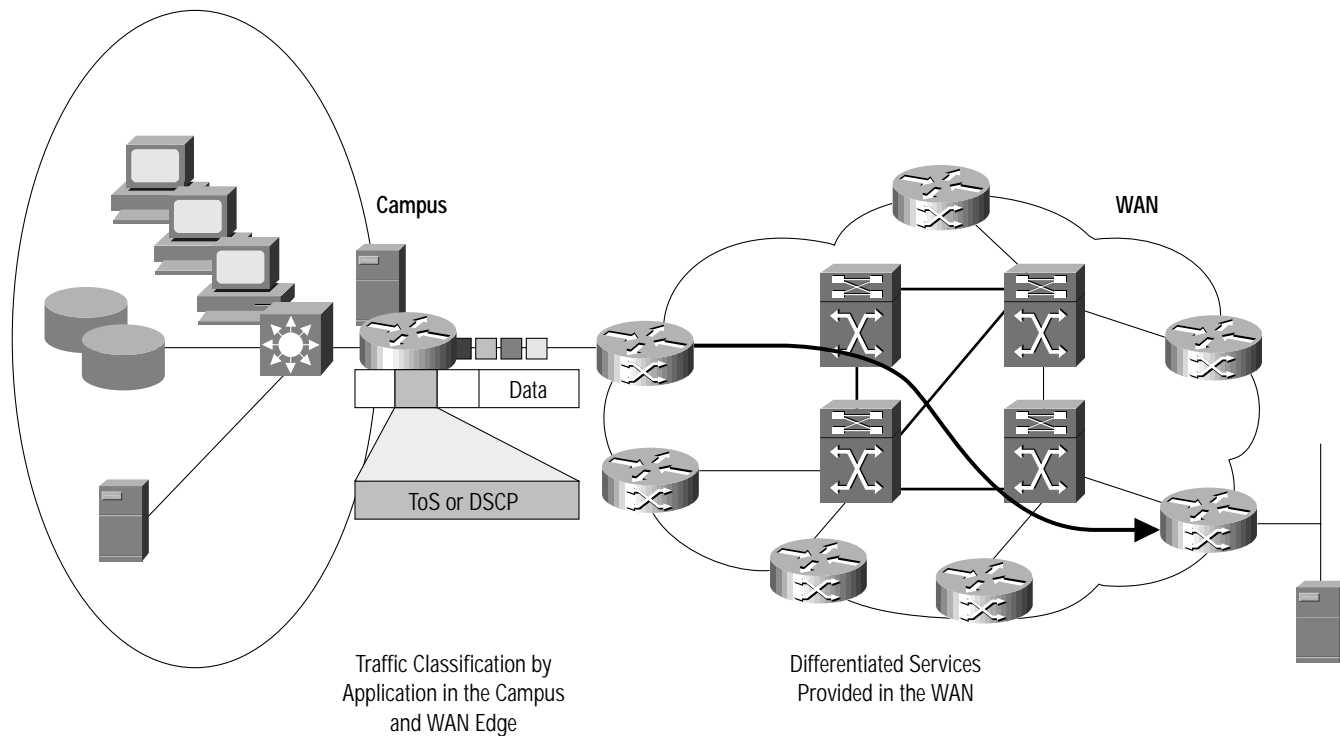 Campus
WAN
Data
ToS or DSCP
Traffic Classification by
Application in the Campus
and WAN Edge
Differentiated Services
Provided in the WAN